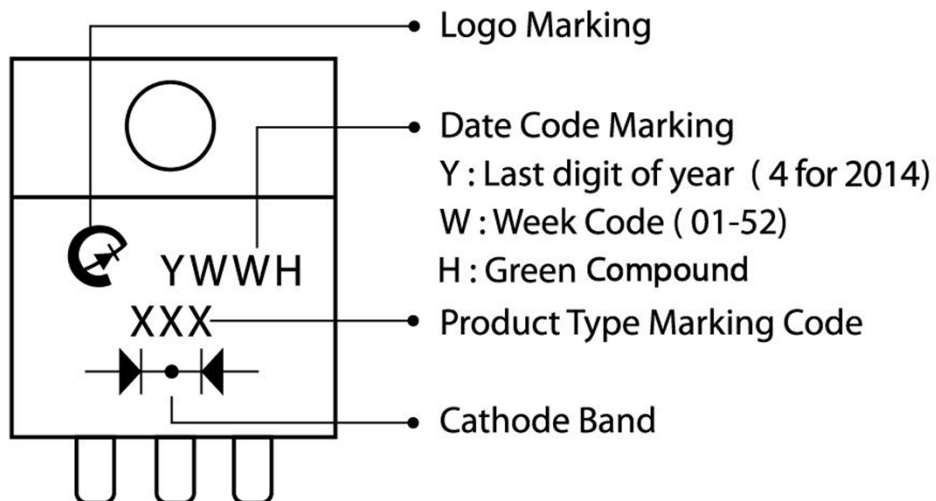 Logo Marking
Date Code Marking
Y : Last digit of year ( 4 for 2014)
W : Week Code ( 01-52)
H : Green Compound
YWWH
XXX
Product Type Marking Code
Cathode Band